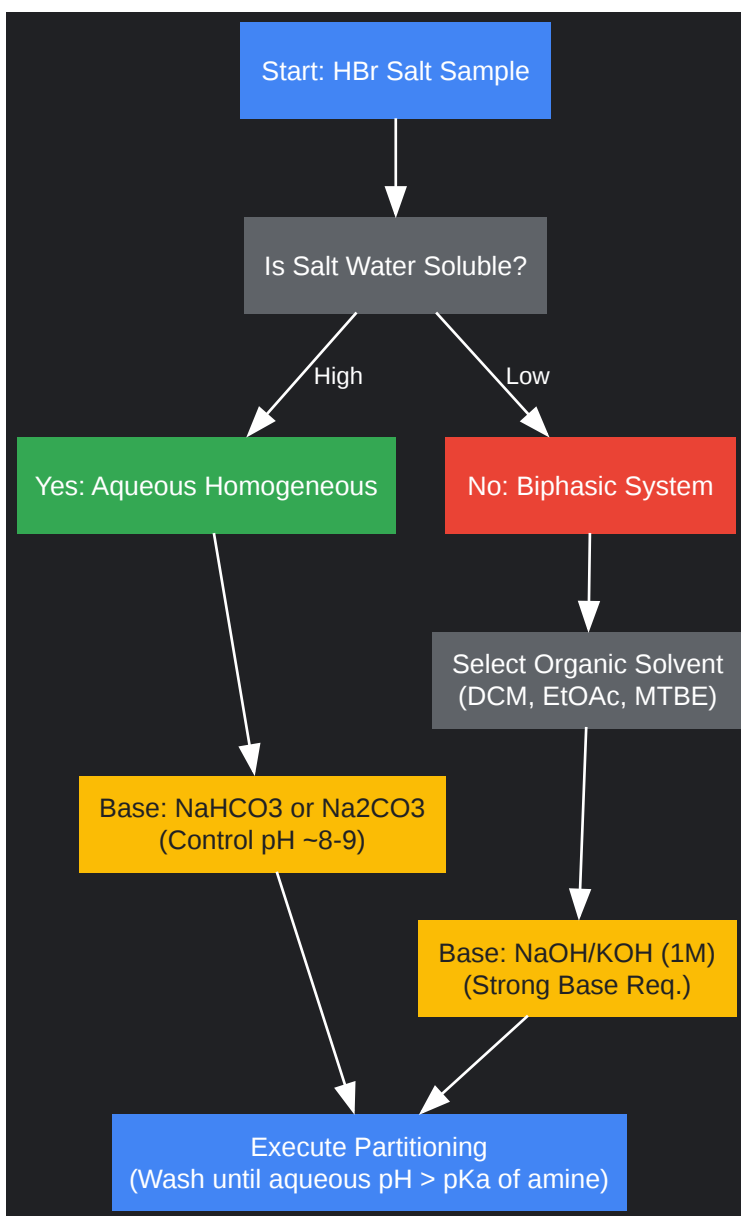 Start: HBr Salt Sample
Is Salt Water Soluble?
High
Low
Yes: Aqueous Homogeneous
No: Biphasic System
Select Organic Solvent
(DCM, EtOAc, MTBE)
Base: NaHCO3 or Na2CO3
(Control pH ~8-9)
Base: NaOH/KOH (1M)
(Strong Base Req.)
Execute Partitioning
(Wash until aqueous pH > pKa of amine)